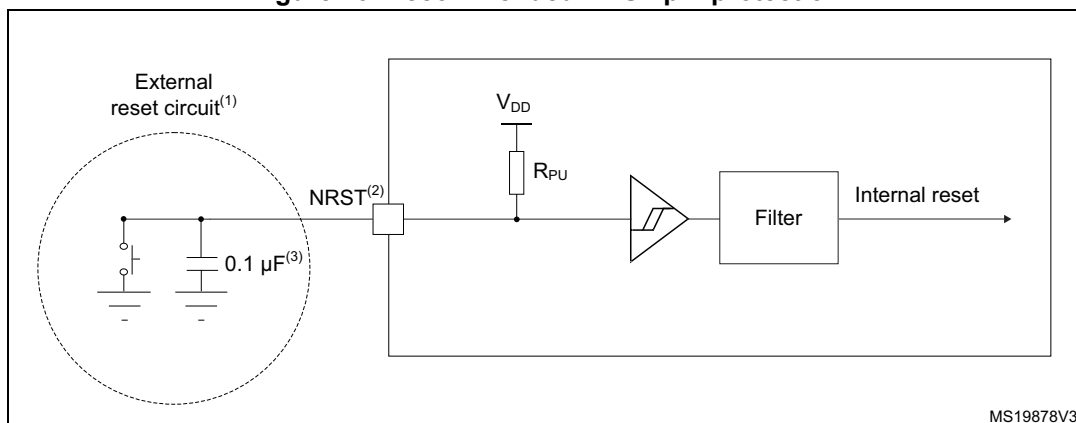 External
reset circuit(1)
VDD
RPU
NRST(2)
Filter
Internal reset
0.1 µF(3)
MS19878V3